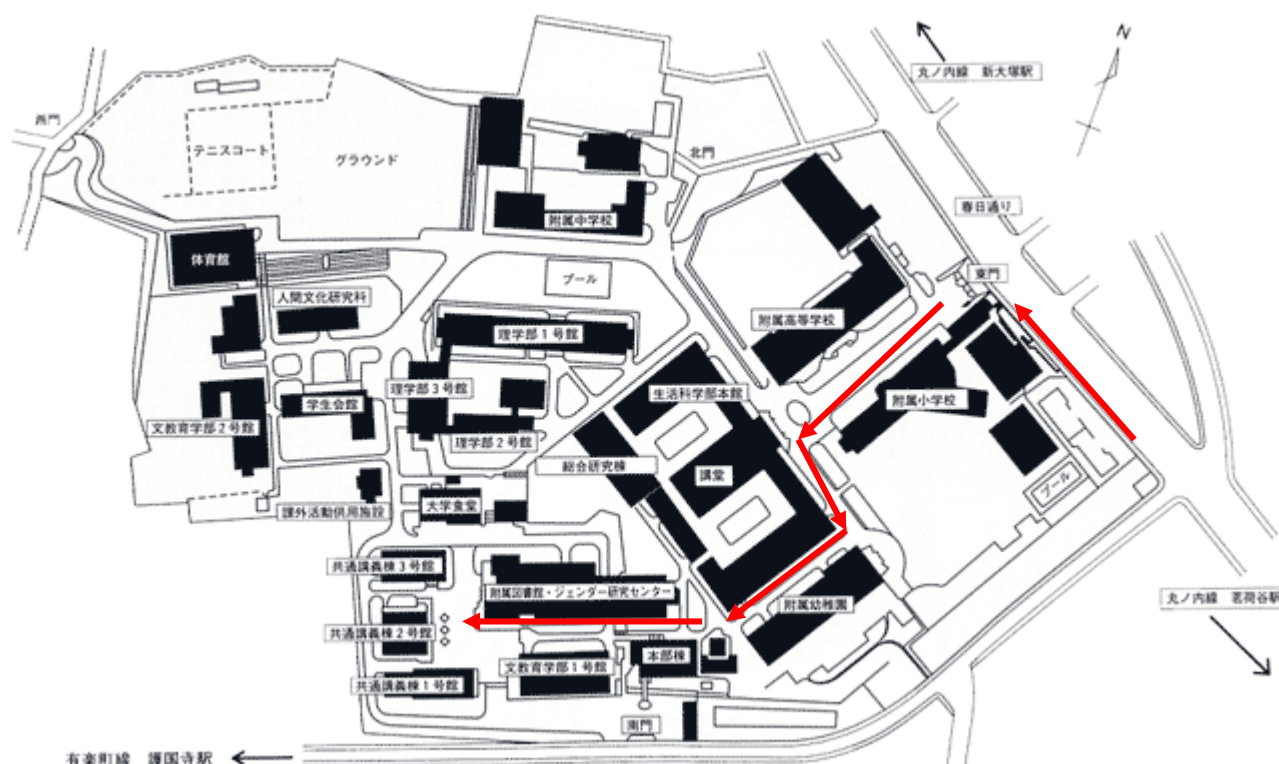 N
丸ノ内線 新大塚駅
西門
テニスコート
グラウンド
北門
附属中学校
春日通り
体育館
プール
東門
人間文化研究科
附属高等学校
理学部1号館
理学部3号館
生活科学部本館
学生会館
附属小学校
文教育学部2号館
理学部2号館
総合研究棟
講堂
プール
大学食堂
課外活動供用施設
共通講義棟3号館
附属図書館・ジェンダー研究センター
附属幼稚園
丸ノ内線 茗荷谷駅
共通講義棟2号館
本部棟
文教育学部1号館
共通講義棟1号館
南門
有楽町線 護国寺駅